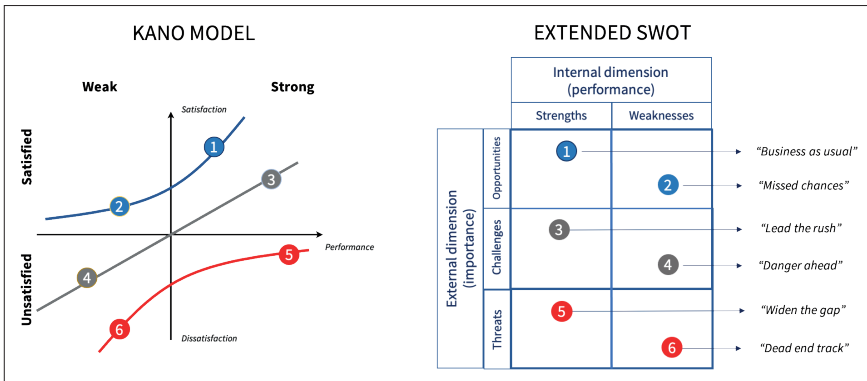 KANO MODEL
Weak
Strong
Satisfaction
Satisfied
1
2
3
Performance
4
5
Unsatisfied
6
Dissatisfaction
EXTENDED SWOT
Internal dimension
(performance)
Strengths
Weaknesses
External dimension
(importance)
Opportunities
1
“Business as usual”
2
“Missed chances”
Challenges
3
“Lead the rush”
4
“Danger ahead”
Threats
5
“Widen the gap”
6
“Dead end track”